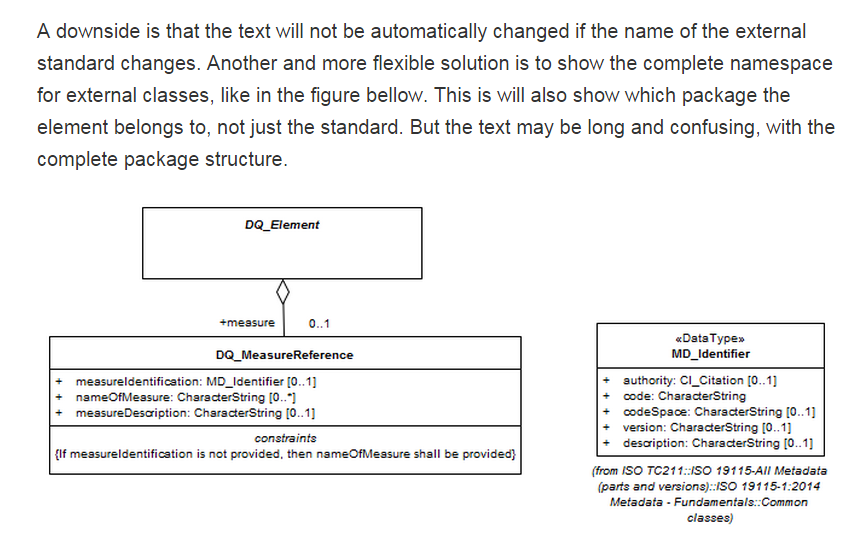 A downside is that the text will not be automatically changed if the name of the external
standard changes. Another and more flexible solution is to show the complete namespace
for external classes, like in the figure bellow. This is will also show which package the
element belongs to, not just the standard. But the text may be long and confusing, with the
complete package structure.
DQ_Element
+measure 0..1
DQ_MeasureReference
+ measureIdentification: MD_Identifier [0..1]
+ nameOfMeasure: CharacterString [0..*]
+ measureDescription: CharacterString [0..1]
constraints
{If measureIdentification is not provided, then nameOfMeasure shall be provided}
«DataType»
MD_Identifier
+ authority: CI_Citation [0..1]
+ code: CharacterString
+ codeSpace: CharacterString [0..1]
+ version: CharacterString [0..1]
+ description: CharacterString [0..1]
(from ISO TC211::ISO 19115-All Metadata
(parts and versions)::ISO 19115-1:2014
Metadata - Fundamentals::Common
classes)